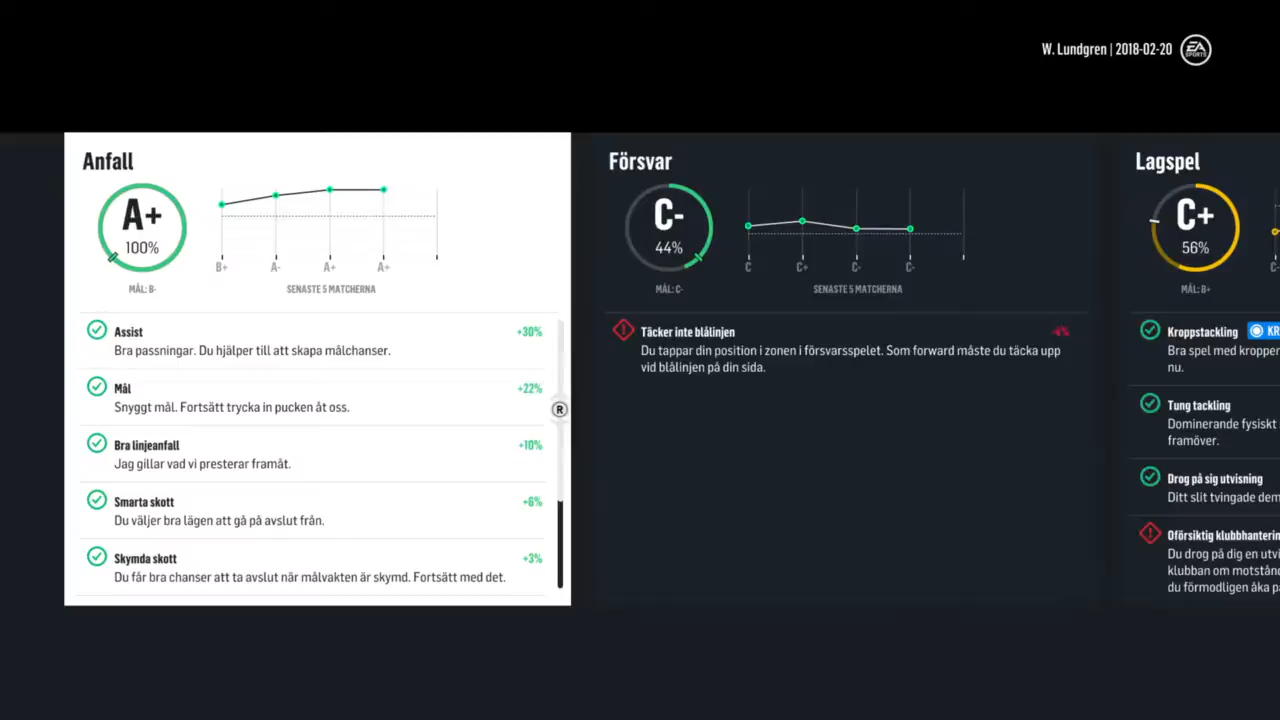 W. Lundgren | 2018-02-20
EA
SPORTS
Anfall
A+
100%
MÅL: B-
B+ A- A+ A+
SENASTE 5 MATCHERNA
Assist +30%
Bra passningar. Du hjälper till att skapa målchanser.
Mål +22%
Snyggt mål. Fortsätt trycka in pucken åt oss.
Bra linjeanfall +10%
Jag gillar vad vi presterar framåt.
Smarta skott +6%
Du väljer bra lägen att gå på avslut från.
Skymda skott +3%
Du får bra chanser att ta avslut när målvakten är skymd. Fortsätt med det.
R
Försvar
C-
44%
MÅL: C-
C C+ C- C-
SENASTE 5 MATCHERNA
Täcker inte blålinjen
Du tappar din position i zonen i försvarsspelet. Som forward måste du täcka upp
vid blålinjen på din sida.
Lagspel
C+
56%
MÅL: B+
C-
Kroppstackling KR
Bra spel med kroppen
nu.
Tung tackling
Dominerande fysiskt
framöver.
Drog på sig utvisning
Ditt slit tvingade dem
Oförsiktig klubbhanterin
Du drog på dig en utvi
klubban om motstån
du förmodligen åka p